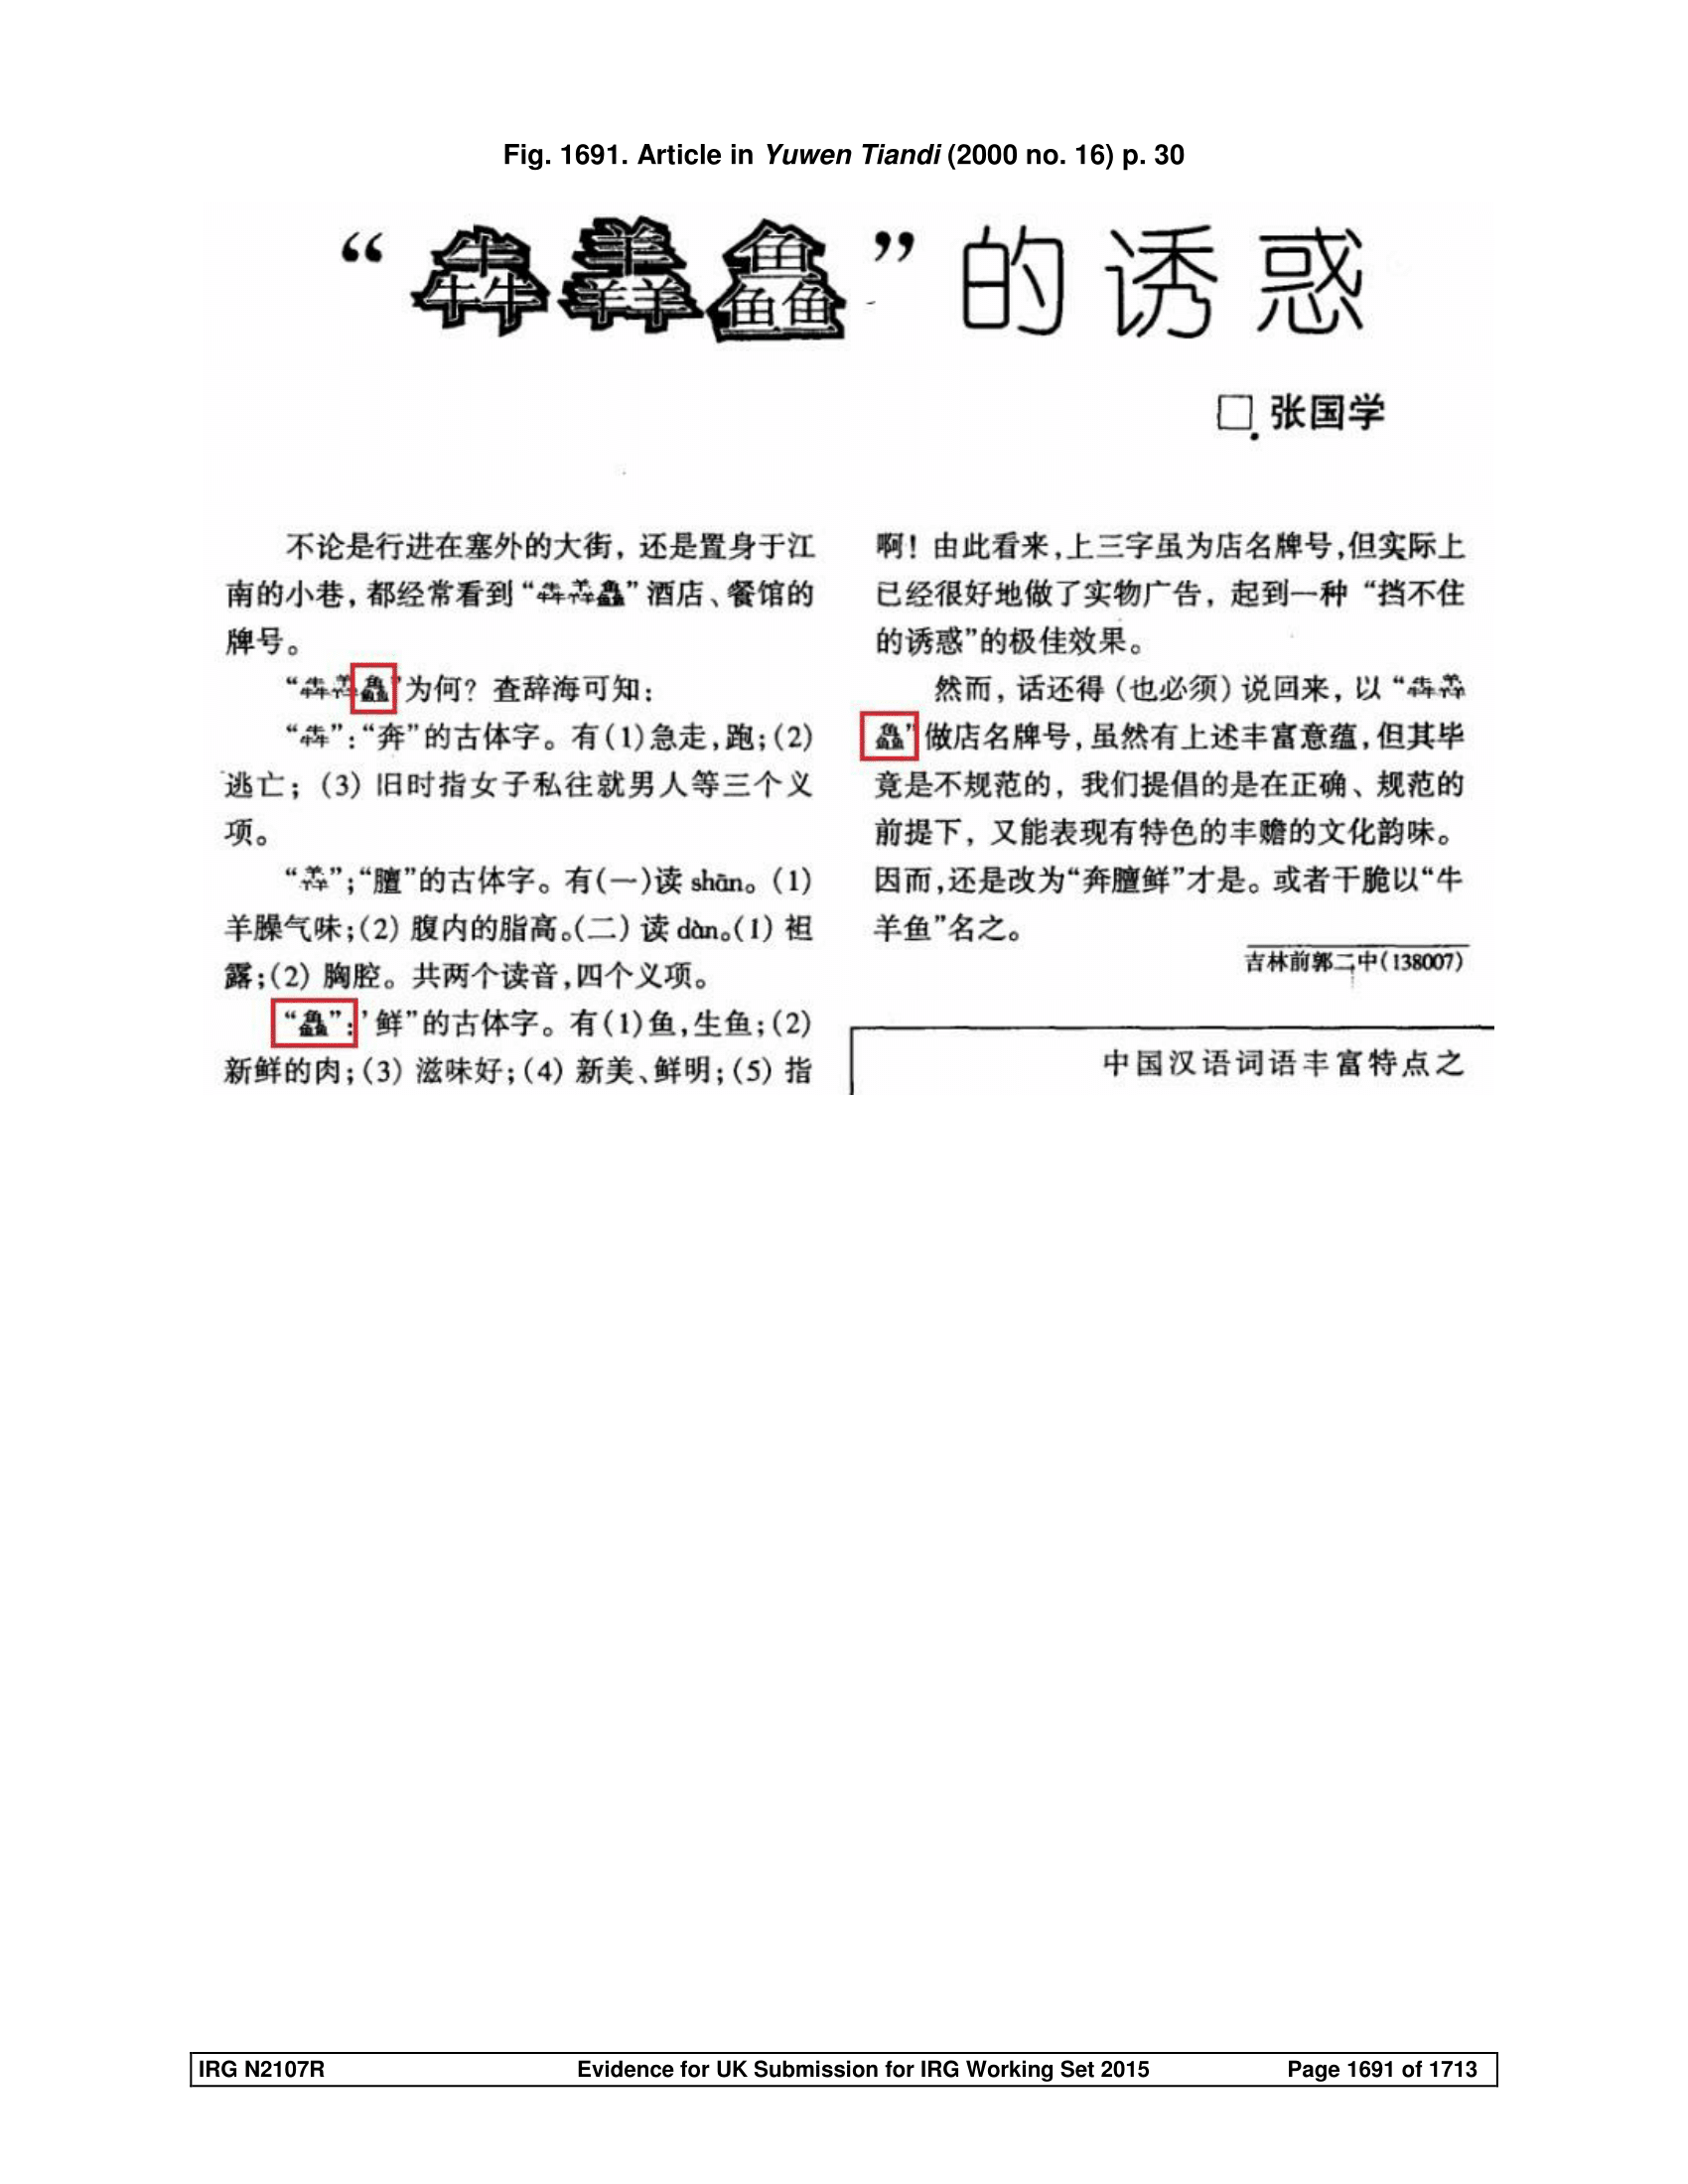 Fig. 1691. Article in Yuwen Tiandi (2000 no. 16) p. 30
“犇羴鱻”的诱惑
□ 张国学
不论是行进在塞外的大街，还是置身于江
南的小巷，都经常看到“犇羴鱻”酒店、餐馆的
牌号。
“犇羴鱻”为何？查辞海可知：
“犇”：“奔”的古体字。有(1)急走，跑；(2)
逃亡；(3)旧时指女子私往就男人等三个义
项。
“羴”；“膻”的古体字。有(一)读 shān。(1)
羊臊气味；(2)腹内的脂高。(二)读 dàn。(1)袒
露；(2)胸腔。共两个读音，四个义项。
“鱻”：’鲜”的古体字。有(1)鱼，生鱼；(2)
新鲜的肉；(3)滋味好；(4)新美、鲜明；(5)指
啊！由此看来，上三字虽为店名牌号，但实际上
已经很好地做了实物广告，起到一种“挡不住
的诱惑”的极佳效果。
然而，话还得（也必须）说回来，以“犇羴
鱻”做店名牌号，虽然有上述丰富意蕴，但其毕
竟是不规范的，我们提倡的是在正确、规范的
前提下，又能表现有特色的丰赡的文化韵味。
因而，还是改为“奔膻鲜”才是。或者干脆以“牛
羊鱼”名之。
吉林前郭二中(138007)
中国汉语词语丰富特点之
IRG N2107R Evidence for UK Submission for IRG Working Set 2015 Page 1691 of 1713